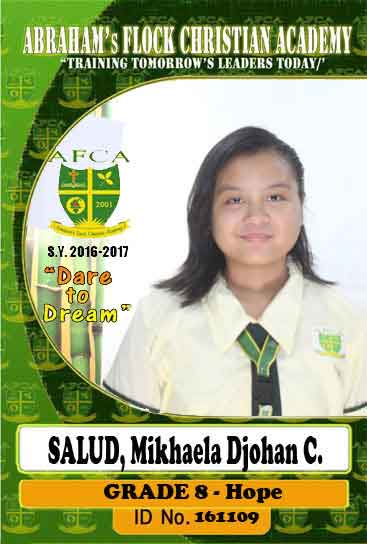 ABRAHAM's FLOCK CHRISTIAN ACADEMY
“TRAINING TOMORROW'S LEADERS TODAY/’
AFCA
2001
S.Y. 2016-2017
“Dare
to
Dream”
SALUD, Mikhaela Djohan C.
GRADE 8 - Hope
ID No. 161109